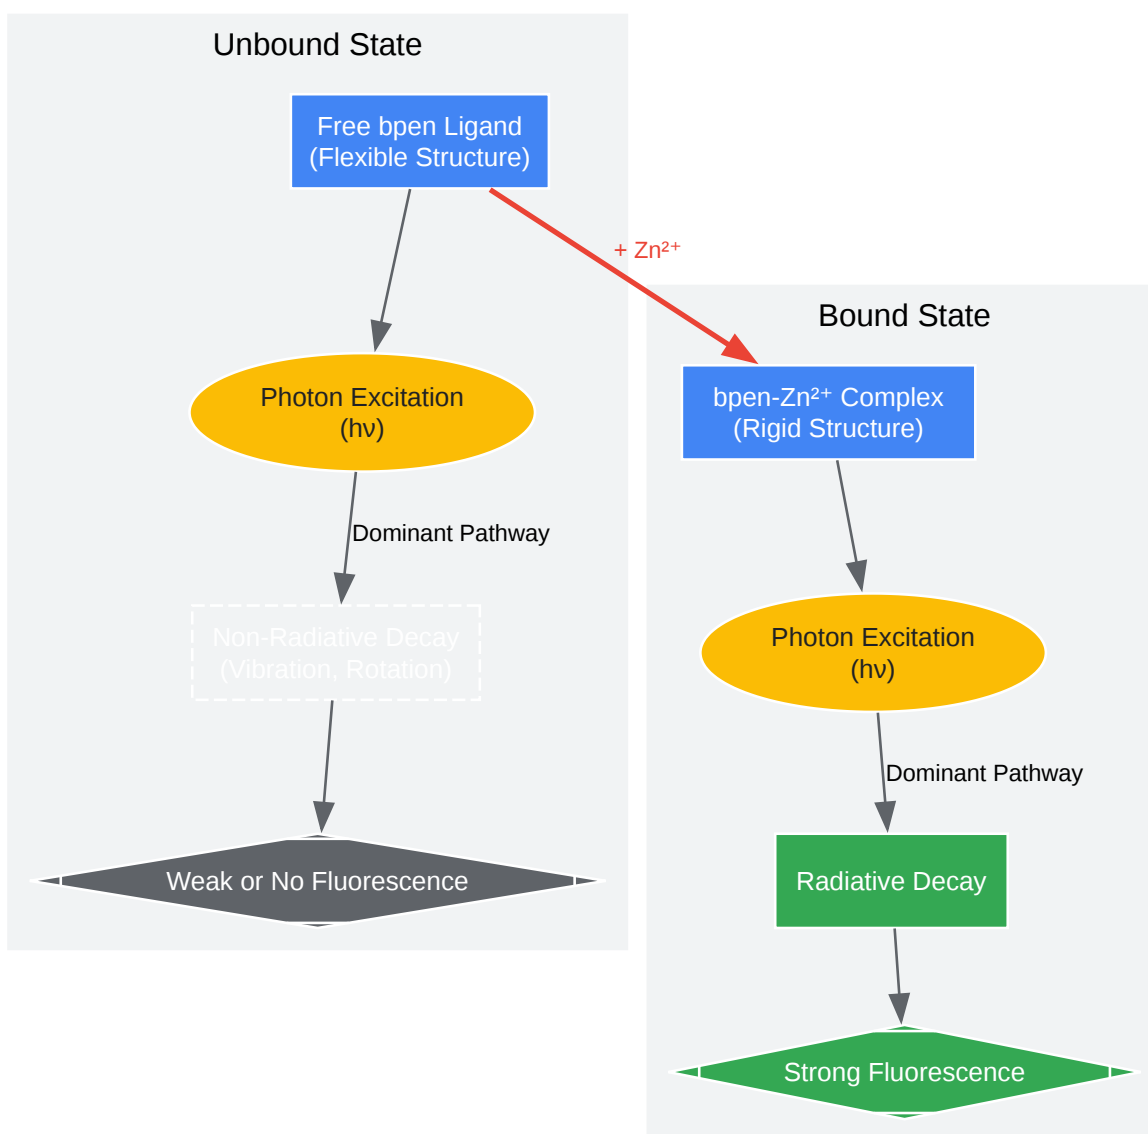 Unbound State
Free bpen Ligand
(Flexible Structure)
+ Zn²⁺
Photon Excitation
(hν)
Dominant Pathway
Non-Radiative Decay
(Vibration, Rotation)
Weak or No Fluorescence
Bound State
bpen-Zn²⁺ Complex
(Rigid Structure)
Photon Excitation
(hν)
Dominant Pathway
Radiative Decay
Strong Fluorescence